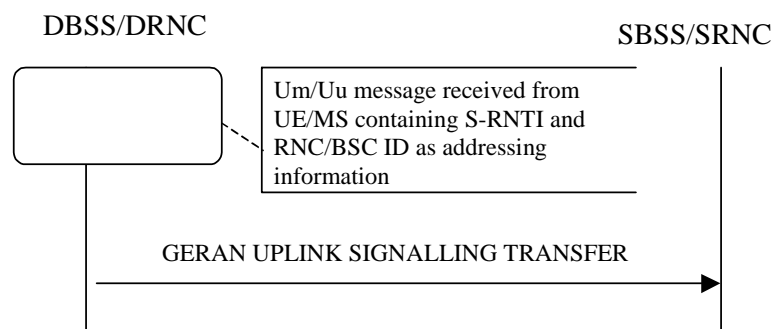 DBSS/DRNC
SBSS/SRNC
Um/Uu message received from
UE/MS containing S-RNTI and
RNC/BSC ID as addressing
information
GERAN UPLINK SIGNALLING TRANSFER